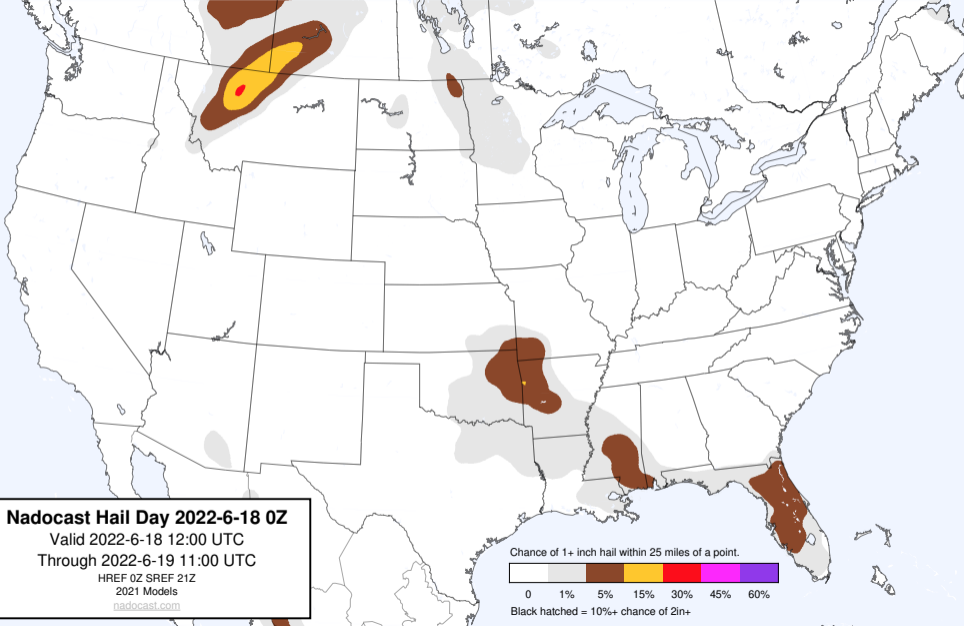 Nadocast Hail Day 2022-6-18 0Z
Valid 2022-6-18 12:00 UTC
Through 2022-6-19 11:00 UTC
HREF 0Z SREF 21Z
2021 Models
nadocast.com
Chance of 1+ inch hail within 25 miles of a point.
0 1% 5% 15% 30% 45% 60%
Black hatched = 10%+ chance of 2in+